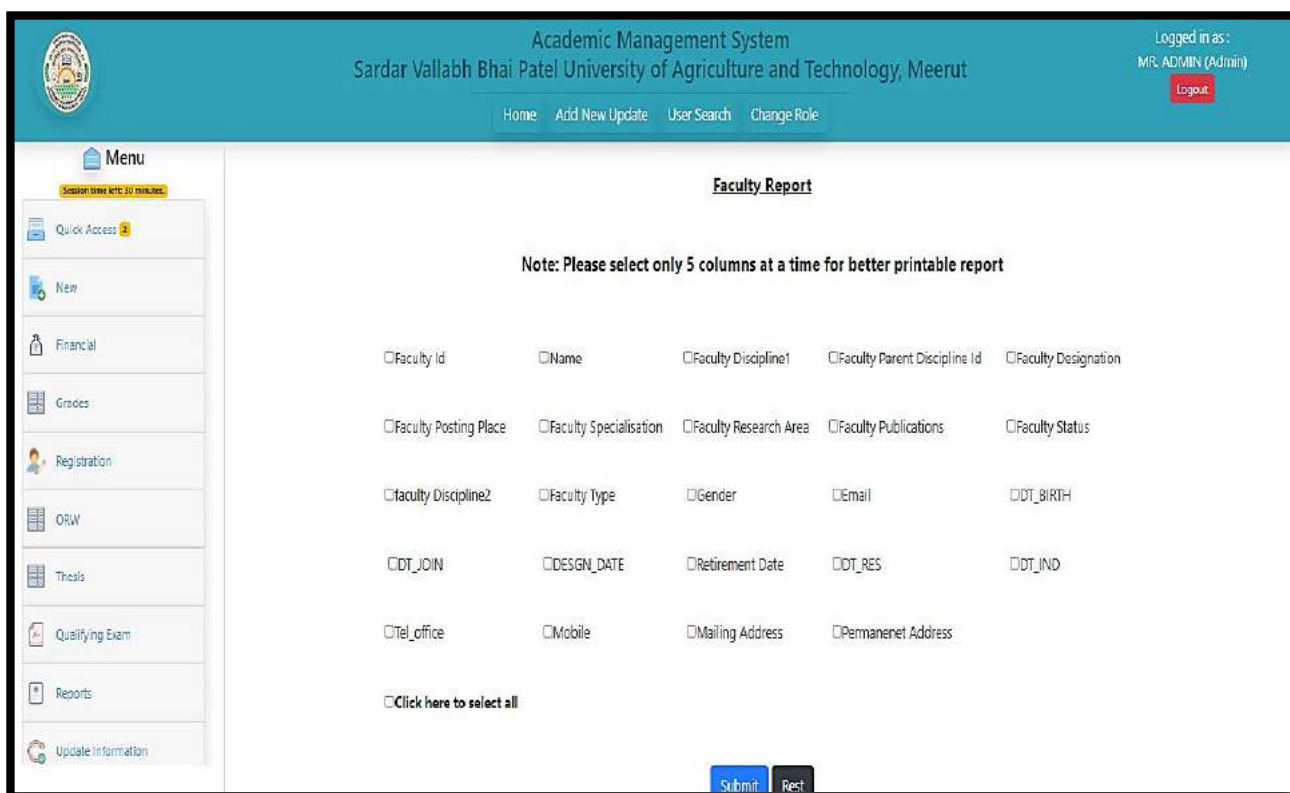 Academic Management System
Sardar Vallabh Bhai Patel University of Agriculture and Technology, Meerut
Logged in as :
MR. ADMIN (Admin)
Logout
Home Add New Update User Search Change Role
Menu
Session time left: 30 minutes.
Quick Access 2
New
Financial
Grades
Registration
ORW
Thesis
Qualifying Exam
Reports
Update Information
Faculty Report
Note: Please select only 5 columns at a time for better printable report
Faculty Id Name Faculty Discipline1 Faculty Parent Discipline Id Faculty Designation
Faculty Posting Place Faculty Specialisation Faculty Research Area Faculty Publications Faculty Status
faculty Discipline2 Faculty Type Gender Email DT_BIRTH
DT_JOIN DESGN_DATE Retirement Date DT_RES DT_IND
Tel_office Mobile Mailing Address Permanenet Address
Click here to select all
Submit Rest